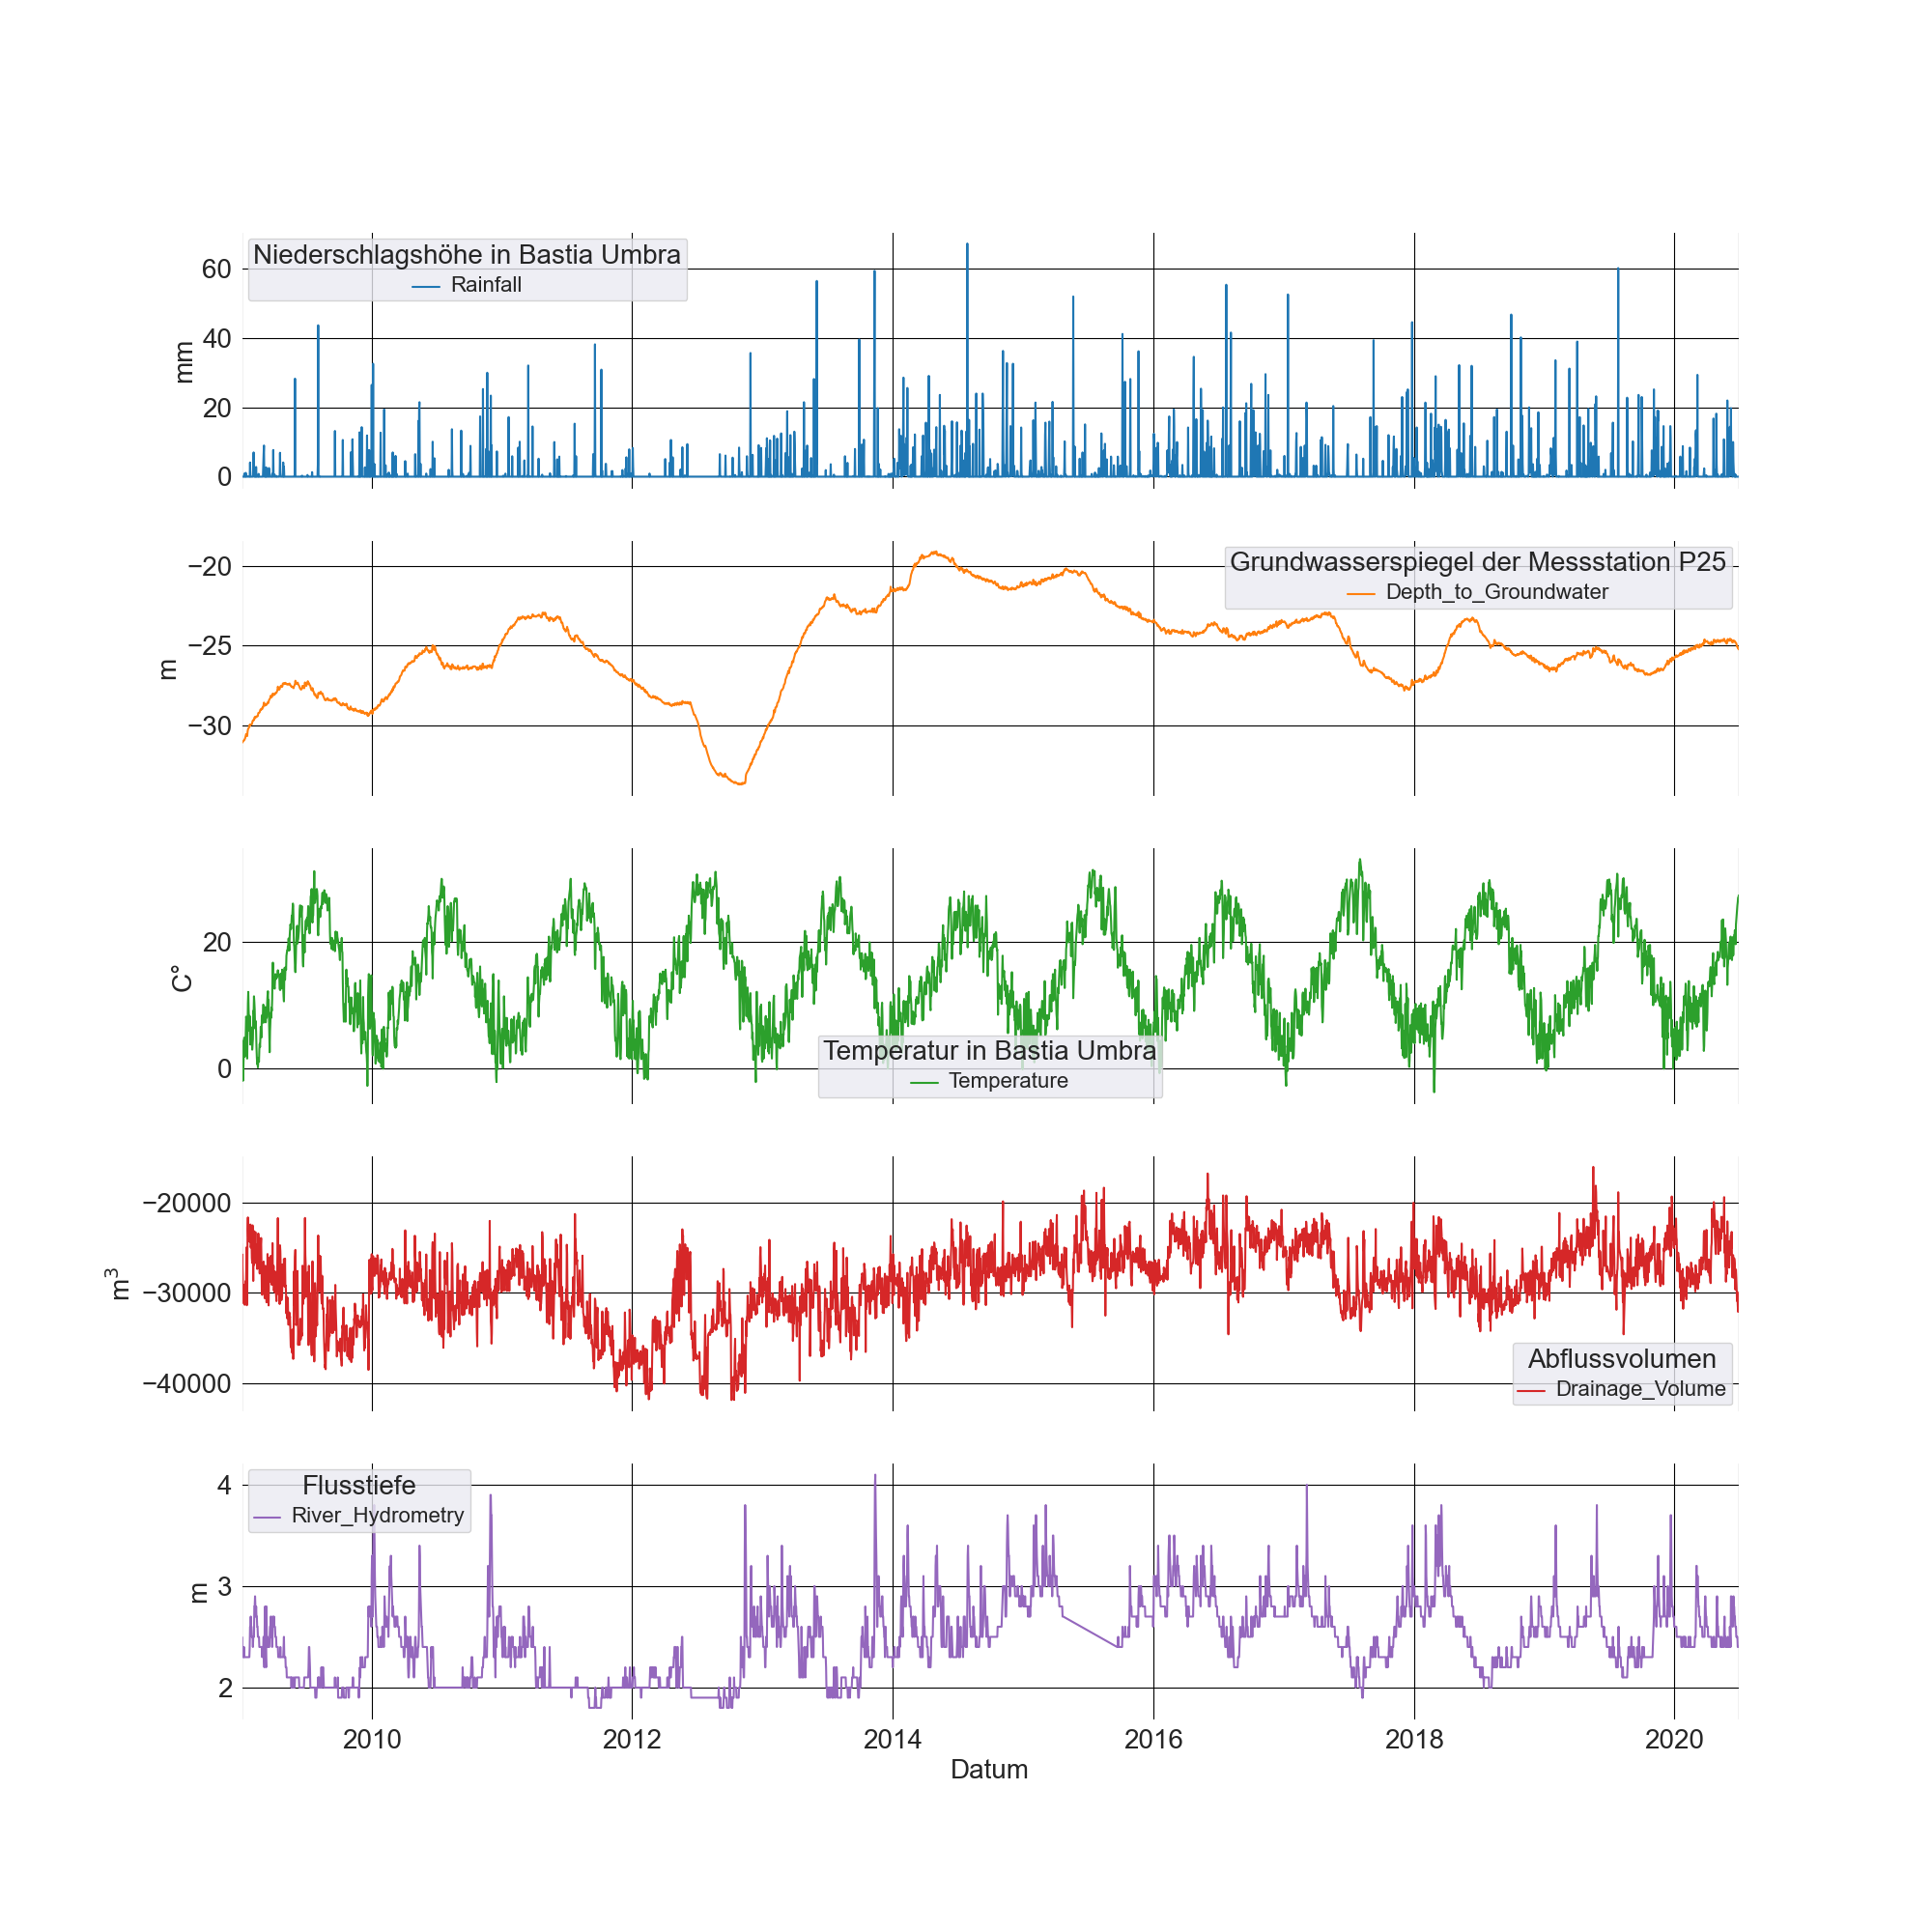 Niederschlagshöhe in Bastia Umbra
Rainfall
60
40
20
0
mm
Grundwasserspiegel der Messstation P25
Depth_to_Groundwater
−20
−25
−30
m
20
0
C°
Temperatur in Bastia Umbra
Temperature
−20000
−30000
−40000
m³
Abflussvolumen
Drainage_Volume
Flusstiefe
River_Hydrometry
4
3
2
m
2010 2012 2014 2016 2018 2020
Datum